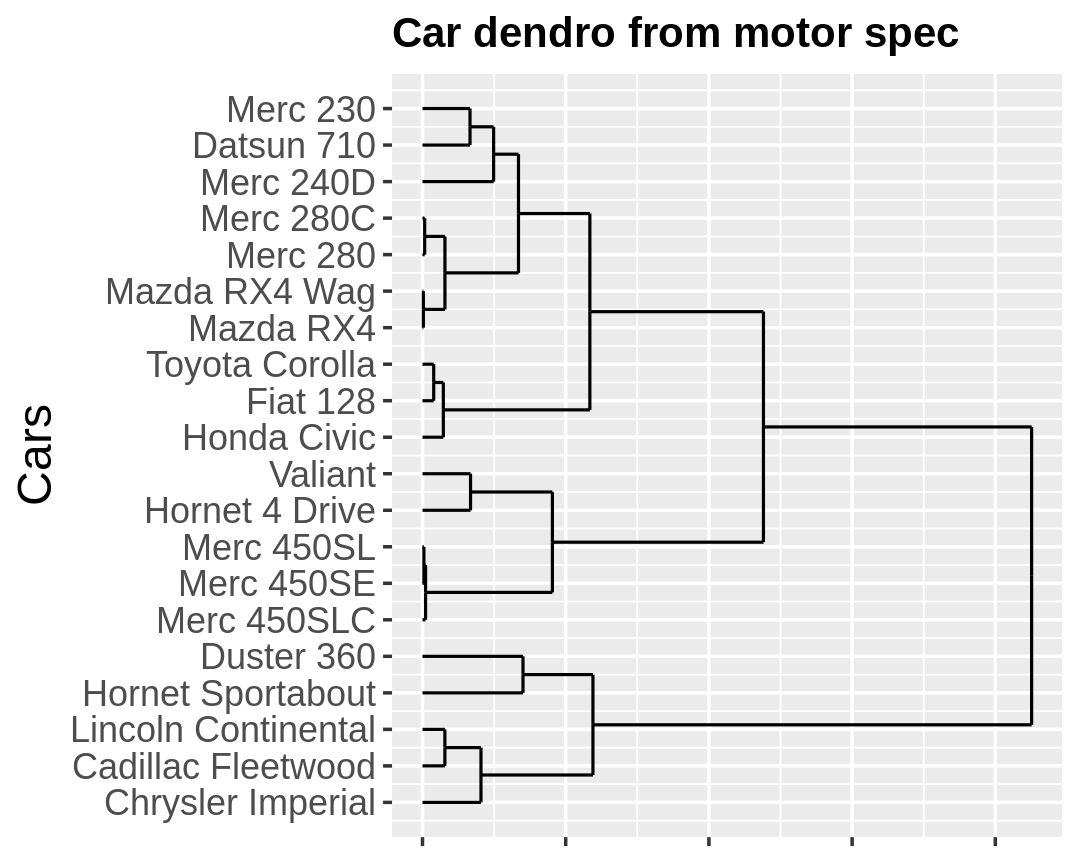 Car dendro from motor spec
Merc 230
Datsun 710
Merc 240D
Merc 280C
Merc 280
Mazda RX4 Wag
Mazda RX4
Toyota Corolla
Fiat 128
Honda Civic
Valiant
Hornet 4 Drive
Merc 450SL
Merc 450SE
Merc 450SLC
Duster 360
Hornet Sportabout
Lincoln Continental
Cadillac Fleetwood
Chrysler Imperial
Cars